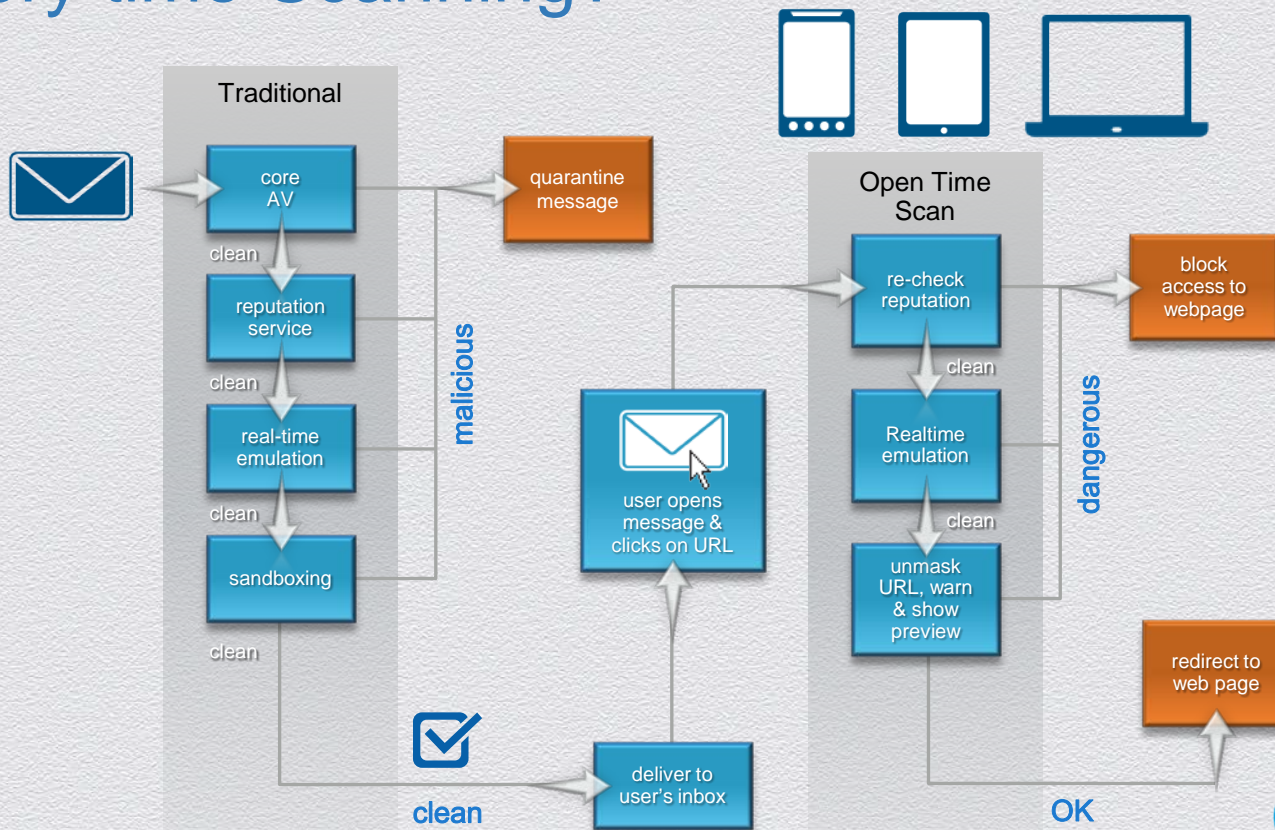 Scanning?
Traditional
core
AV
quarantine
message
clean
reputation
service
clean
real-time
emulation
malicious
clean
sandboxing
clean
clean
deliver to
user's inbox
user opens
message &
clicks on URL
Open Time
Scan
re-check
reputation
block
access to
webpage
clean
Realtime
emulation
dangerous
clean
unmask
URL, warn
& show
preview
redirect to
web page
OK